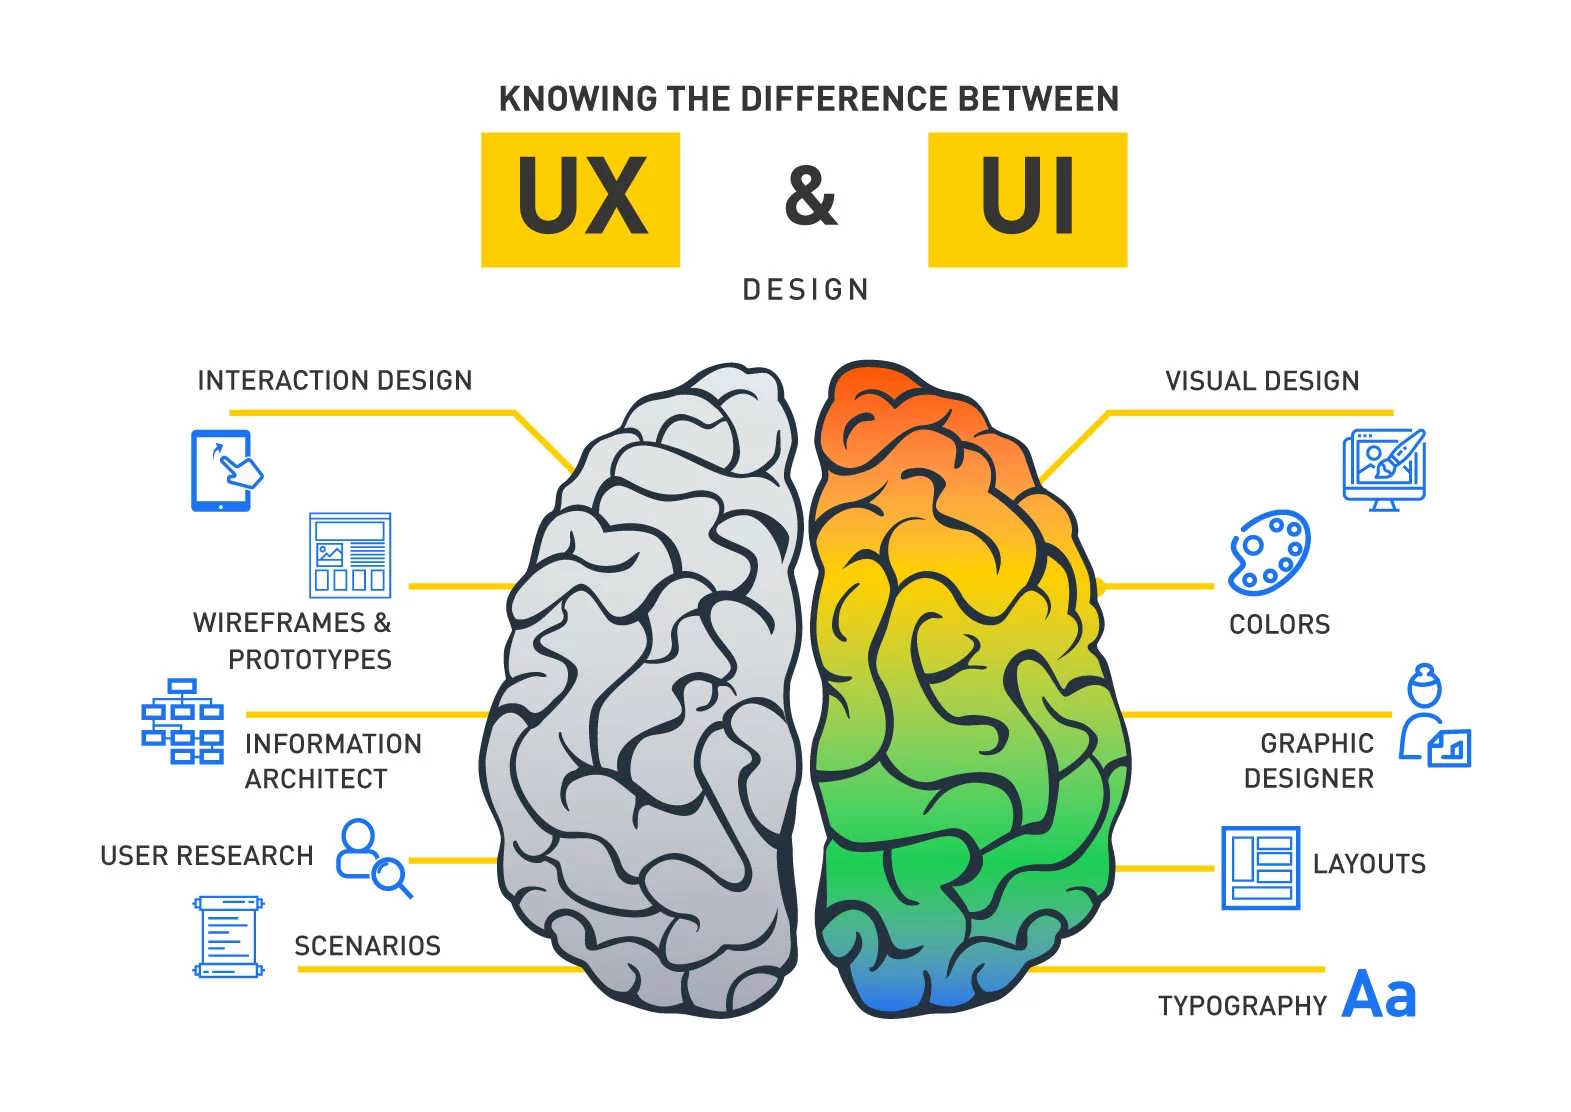 KNOWING THE DIFFERENCE BETWEEN
UX & UI
DESIGN
INTERACTION DESIGN
WIREFRAMES &
PROTOTYPES
INFORMATION
ARCHITECT
USER RESEARCH
SCENARIOS
VISUAL DESIGN
COLORS
GRAPHIC
DESIGNER
LAYOUTS
TYPOGRAPHY Aa